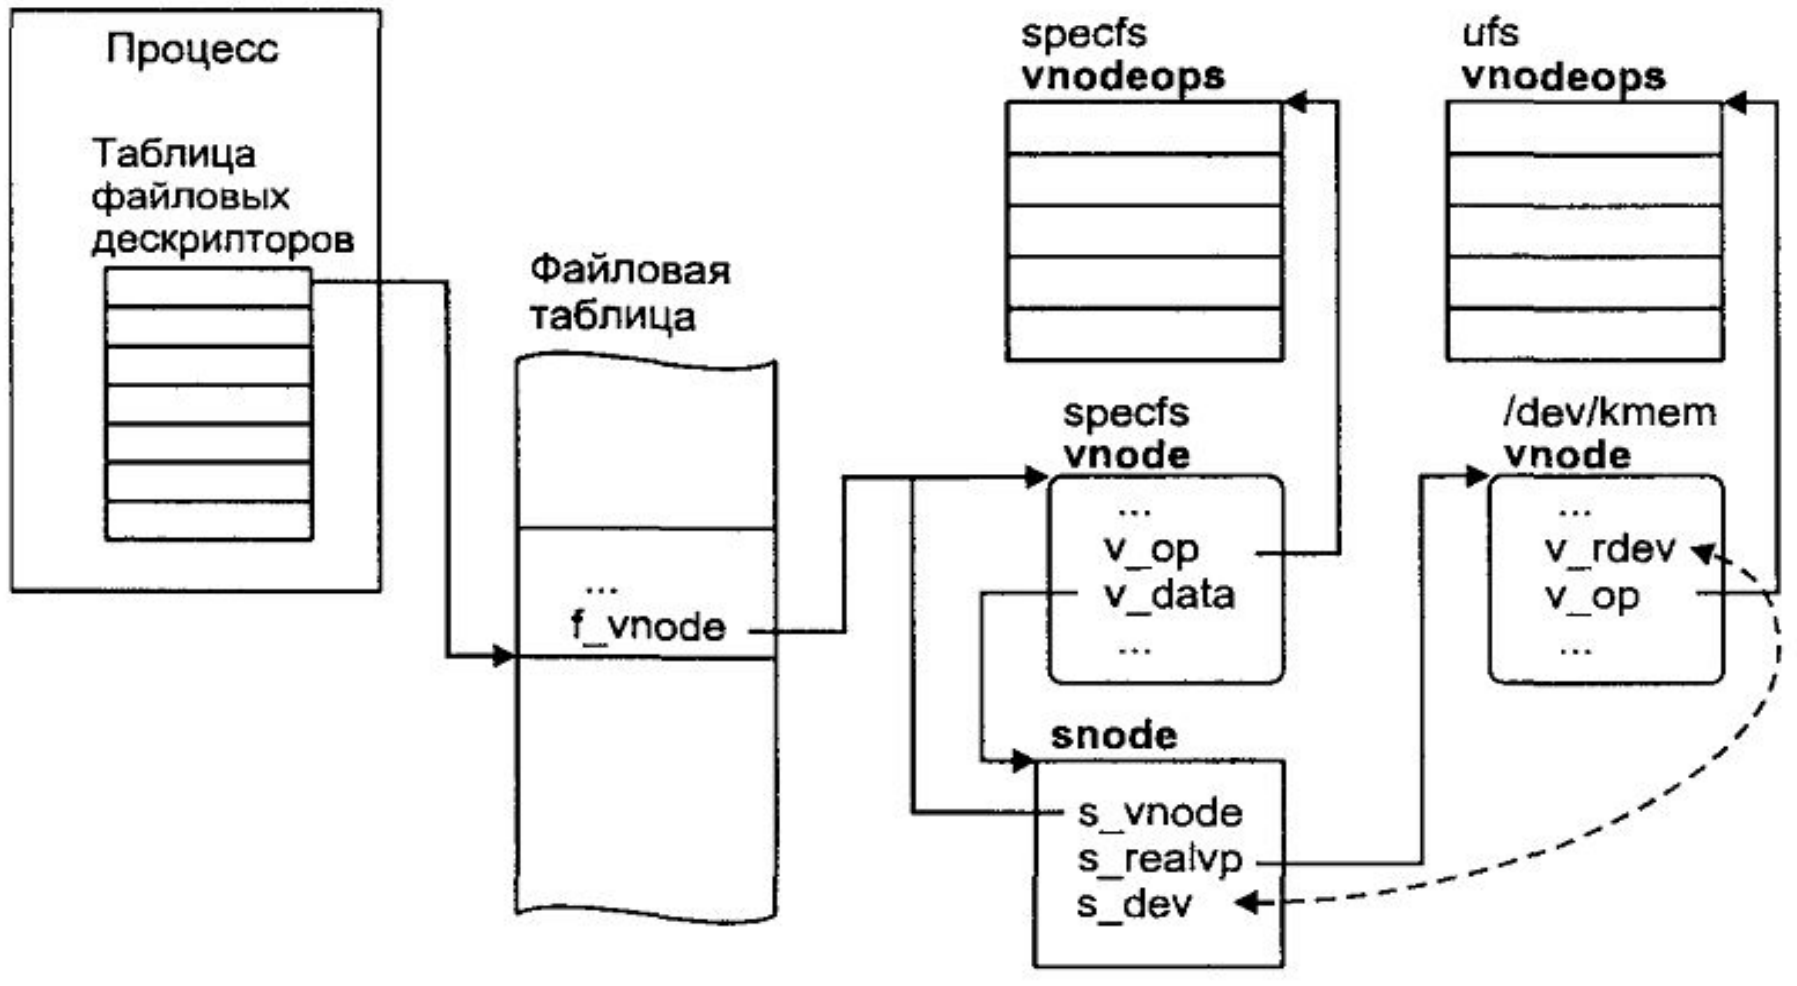 Процесс
Таблица
файловых
дескрипторов
Файловая
таблица
...
f_vnode
specfs
vnodeops
ufs
vnodeops
specfs
vnode
...
v_op
v_data
...
/dev/kmem
vnode
...
v_rdev
v_op
...
snode
s_vnode
s_realvp
s_dev